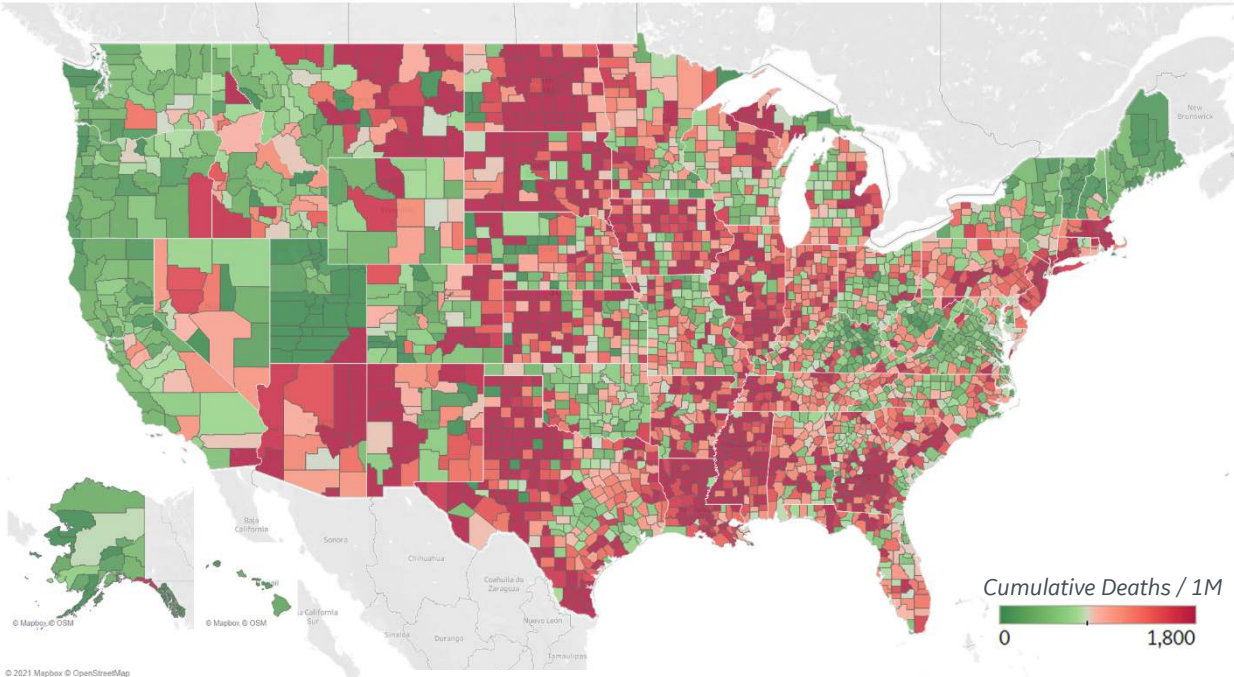 New
Brunswick
Baja
California
Sonora
Chihuahua
Coahuila de
Zaragoza
Nuevo León
Tamaulipas
Durango
Sinaloa
a California
Sur
© Mapbox © OSM
© Mapbox © OSM
Cumulative Deaths / 1M
0
1,800
© 2021 Mapbox © OpenStreetMap